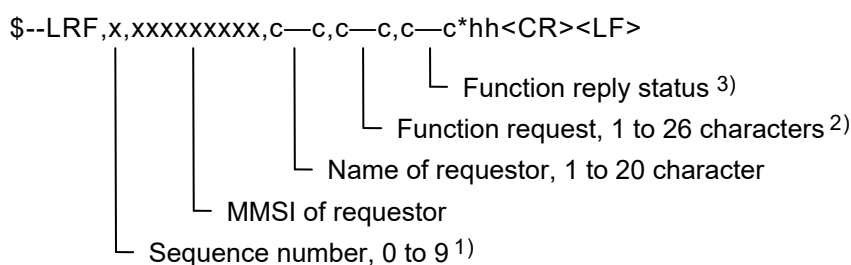 $--LRF,x,xxxxxxxxx,c—c,c—c,c—c*hh<CR><LF>
Function reply status 3)
Function request, 1 to 26 characters 2)
Name of requestor, 1 to 20 character
MMSI of requestor
Sequence number, 0 to 9 1)